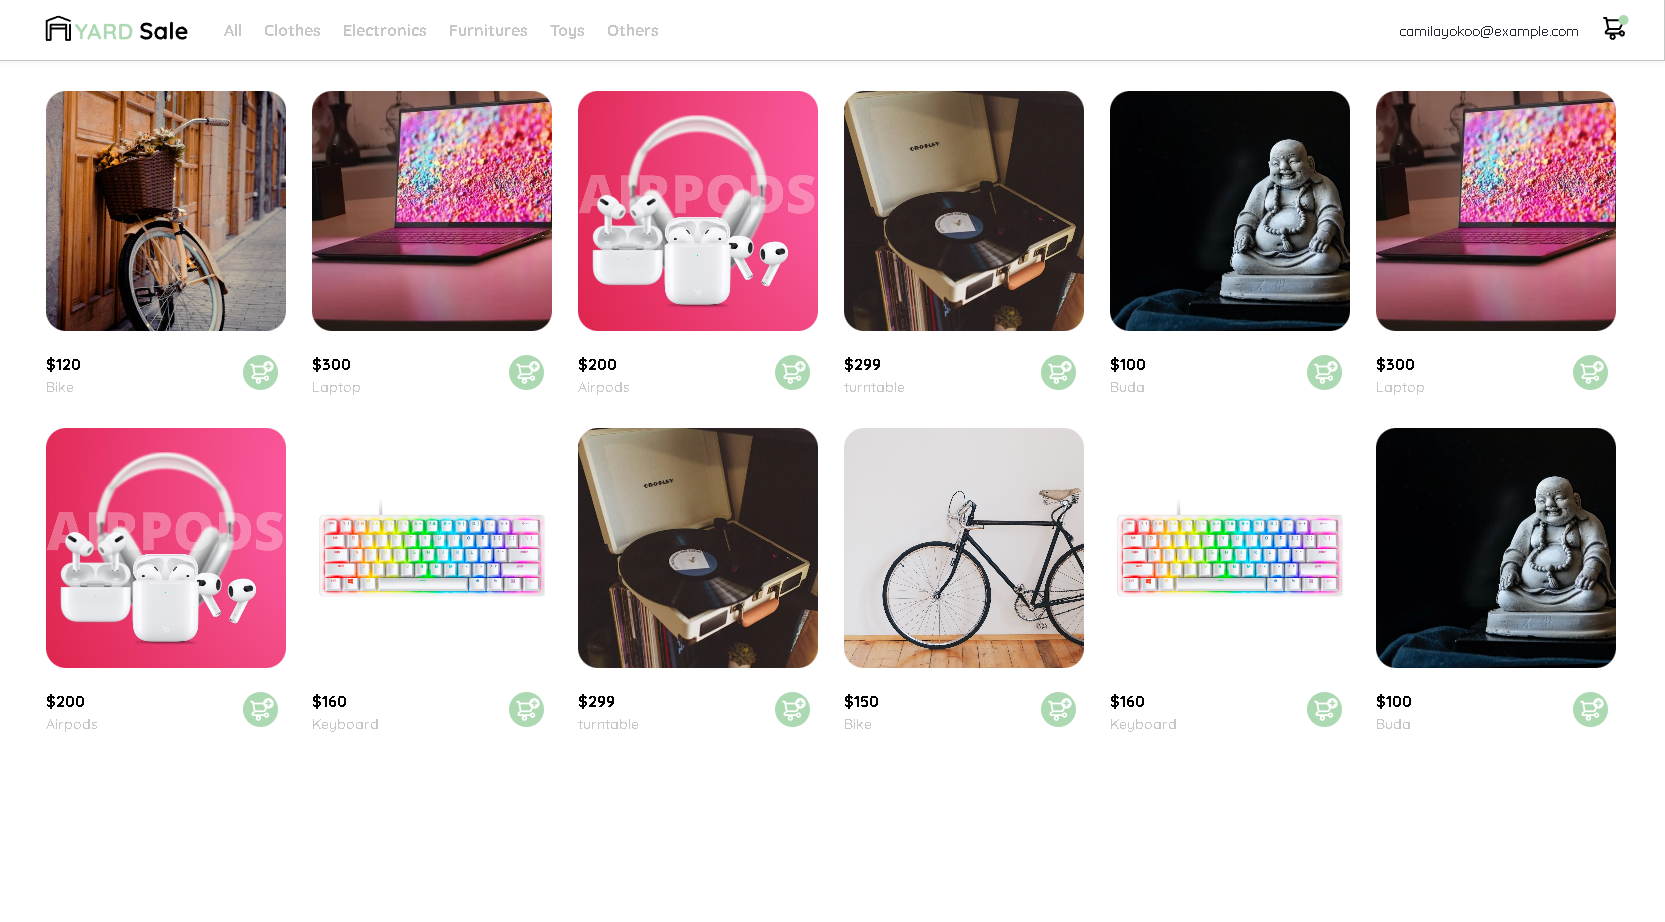 YARD Sale
All Clothes Electronics Furnitures Toys Others
camilayokoo@example.com
AIRPODS
CROSLEY
$120
Bike
$300
Laptop
$200
Airpods
$299
turntable
$100
Buda
$300
Laptop
AIRPODS
CROSLEY
$200
Airpods
$160
Keyboard
$299
turntable
$150
Bike
$160
Keyboard
$100
Buda